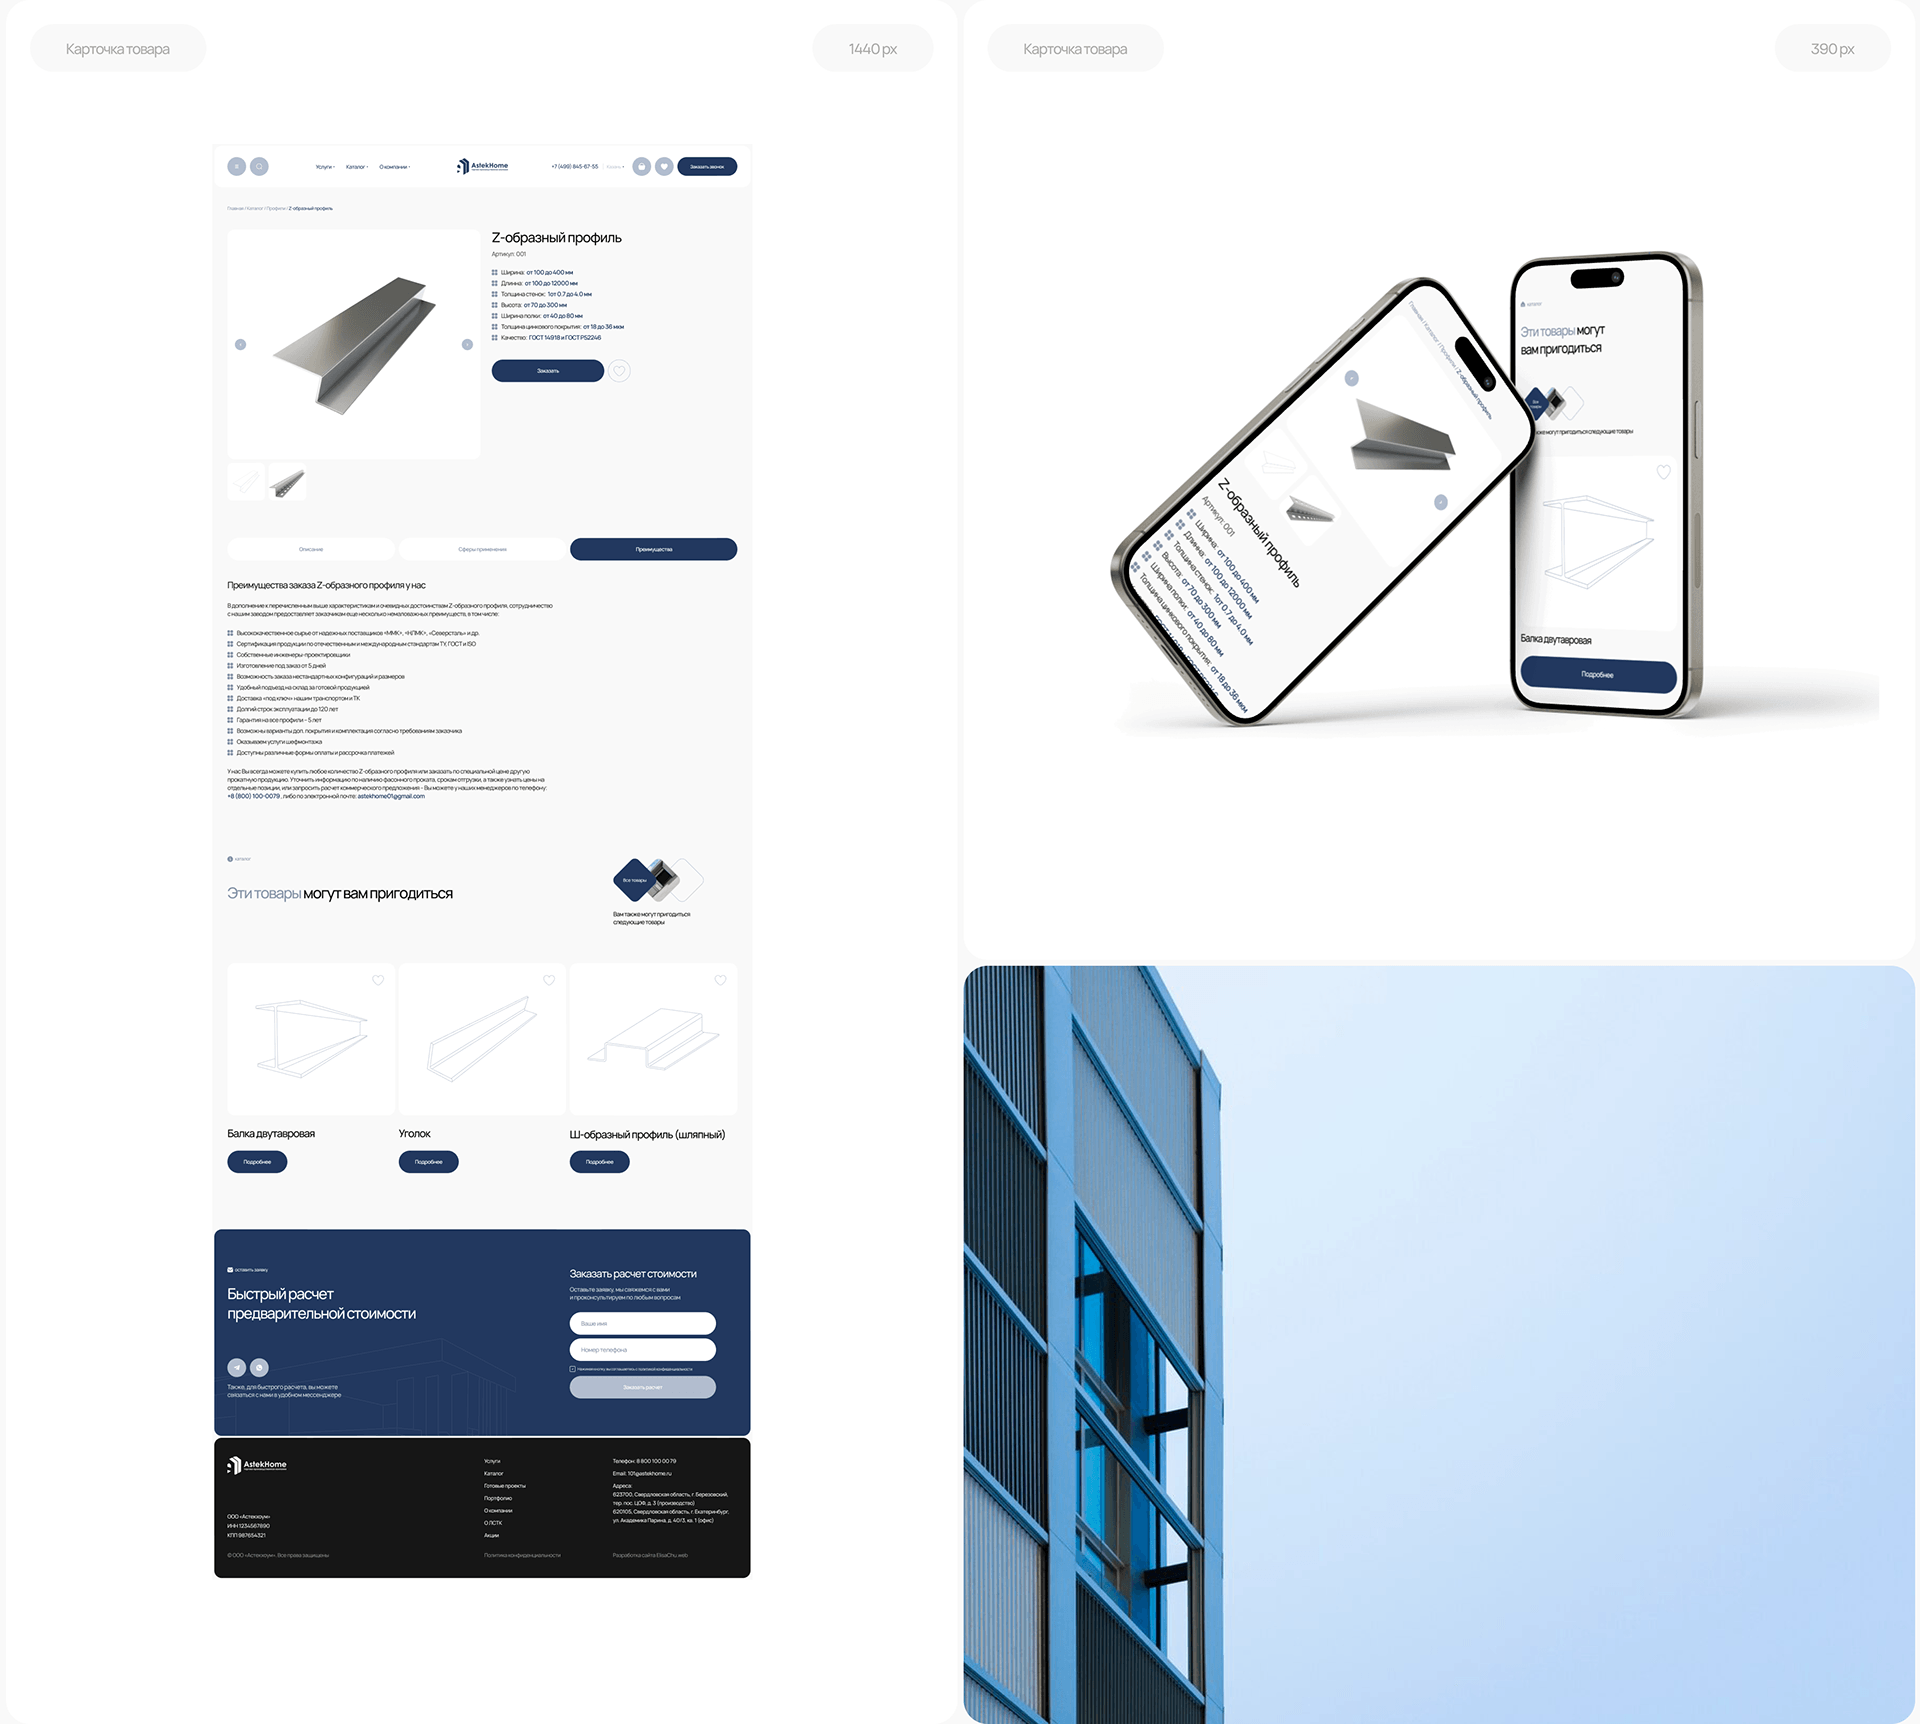 Карточка товара
1440 px
Услуги
Каталог
О компании
AstekHome
+7 (499) 845-67-55
Казань
Заказать звонок
Главная / Каталог / Профили / Z-образный профиль
Z-образный профиль
Артикул: 001
Ширина: от 100 до 400 мм
Длинна: от 100 до 12000 мм
Толщина стенок: 1от 0.7 до 4.0 мм
Высота: от 70 до 300 мм
Ширина полки: от 40 до 80 мм
Толщина цинкового покрытия: от 18 до 36 мкм
Качество: ГОСТ 14918 и ГОСТ Р52246
Заказать
Описание
Сферы применения
Преимущества
Преимущества заказа Z-образного профиля у нас
В дополнение к перечисленным выше характеристикам и очевидных достоинствам Z-образного профиля, сотрудничество
с нашим заводом предоставляет заказчикам еще несколько немаловажных преимуществ, в том числе:
Высококачественное сырье от надежных поставщиков «ММК», «НЛМК», «Северсталь» и др.
Сертификация продукции по отечественным и международным стандартам ТУ, ГОСТ и ISO
Собственные инженеры-проектировщики
Изготовление под заказ от 5 дней
Возможность заказа нестандартных конфигураций и размеров
Удобный подъезд на склад за готовой продукцией
Доставка «под ключ» нашим транспортом и ТК
Долгий строк эксплуатации до 120 лет
Гарантия на все профили – 5 лет
Возможны варианты доп. покрытия и комплектация согласно требованиям заказчика
Оказываем услуги шефмонтажа
Доступны различные формы оплаты и рассрочка платежей
У нас Вы всегда можете купить любое количество Z-образного профиля или заказать по специальной цене другую
прокатную продукцию. Уточнить информацию по наличию фасонного проката, срокам отгрузки, а также узнать цены на
отдельные позиции, или запросить расчет коммерческого предложения – Вы можете у наших менеджеров по телефону:
+8 (800) 100-0079, либо по электронной почте: astekhome01@gmail.com
каталог
Эти товары могут вам пригодиться
Все товары
Вам также могут пригодиться
следующие товары
Балка двутавровая
Уголок
Ш-образный профиль (шляпный)
Подробнее
Подробнее
Подробнее
оставить заявку
Быстрый расчет
предварительной стоимости
Также, для быстрого расчета, вы можете
связаться с нами в удобном мессенджере
Заказать расчет стоимости
Оставьте заявку, мы свяжемся с вами
и проконсультируем по любым вопросам
Ваше имя
Номер телефона
Нажимая кнопку, вы соглашаетесь с политикой конфиденциальности
Заказать расчёт
AstekHome
ООО «Астекхоум»
ИНН 1234567890
КПП 987654321
© ООО «Астекхоум». Все права защищены
Услуги
Каталог
Готовые проекты
Портфолио
О компании
О ЛСТК
Акции
Политика конфиденциальности
Телефон: 8 800 100 00 79
Email: 101@astekhome.ru
Адреса:
623700, Свердловская область, г. Березовский,
тер. пос. ЦОФ, д. 3 (производство)
620105, Свердловская область, г. Екатеринбург,
ул. Академика Парина, д. 40/3. кв. 1 (офис)
Разработка сайта ElisaChu.web
Карточка товара
390 px
Главная / Каталог / Профили / Z-образный профиль
Z-образный профиль
Артикул: 001
Ширина: от 100 до 400 мм
Длинна: от 100 до 12000 мм
Толщина стенок: 1от 0.7 до 4.0 мм
Высота: от 70 до 300 мм
Ширина полки: от 40 до 80 мм
Толщина цинкового покрытия: от 18 до 36 мкм
каталог
Эти товары могут
вам пригодиться
Все
товары
могут пригодиться следующие товары
Балка двутавровая
Подробнее